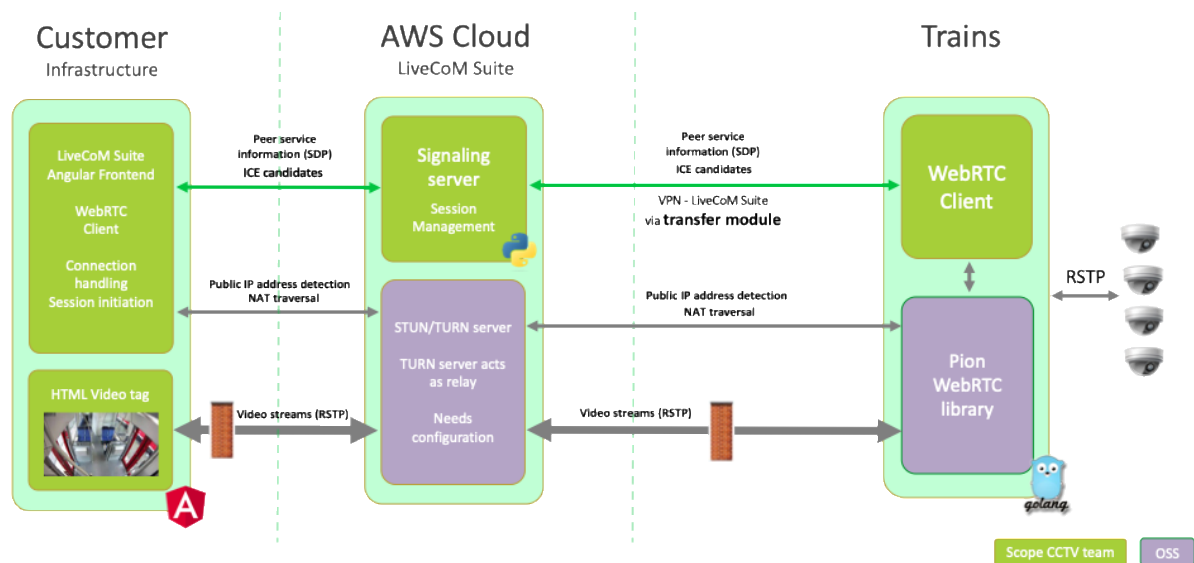 Customer
Infrastructure
AWS Cloud
LiveCoM Suite
Trains
LiveCoM Suite
Angular Frontend
WebRTC
Client
Connection
handling
Session initiation
HTML Video tag
A
Peer service
information (SDP)
ICE candidates
Public IP address detection
NAT traversal
Video streams (RSTP)
Signaling
server
Session
Management
STUN/TURN server
TURN server acts
as relay
Needs
configuration
Peer service
information (SDP)
ICE candidates
VPN - LiveCoM Suite
via transfer module
Public IP address detection
NAT traversal
Video streams (RSTP)
WebRTC
Client
Pion
WebRTC
library
golang
RSTP
Scope CCTV team
OSS